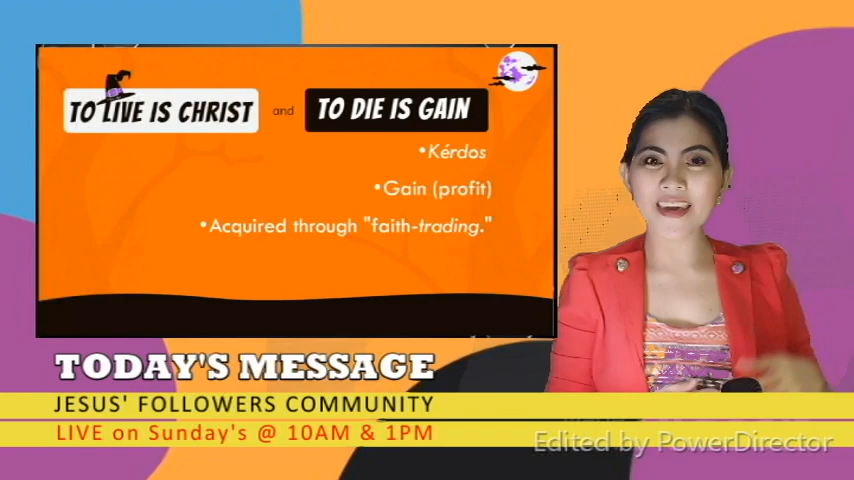 TO LIVE IS CHRIST and TO DIE IS GAIN
•Kérdos
•Gain (profit)
•Acquired through "faith-trading."
TODAY'S MESSAGE
JESUS' FOLLOWERS COMMUNITY
LIVE on Sunday's @ 10AM & 1PM
Edited by PowerDirector